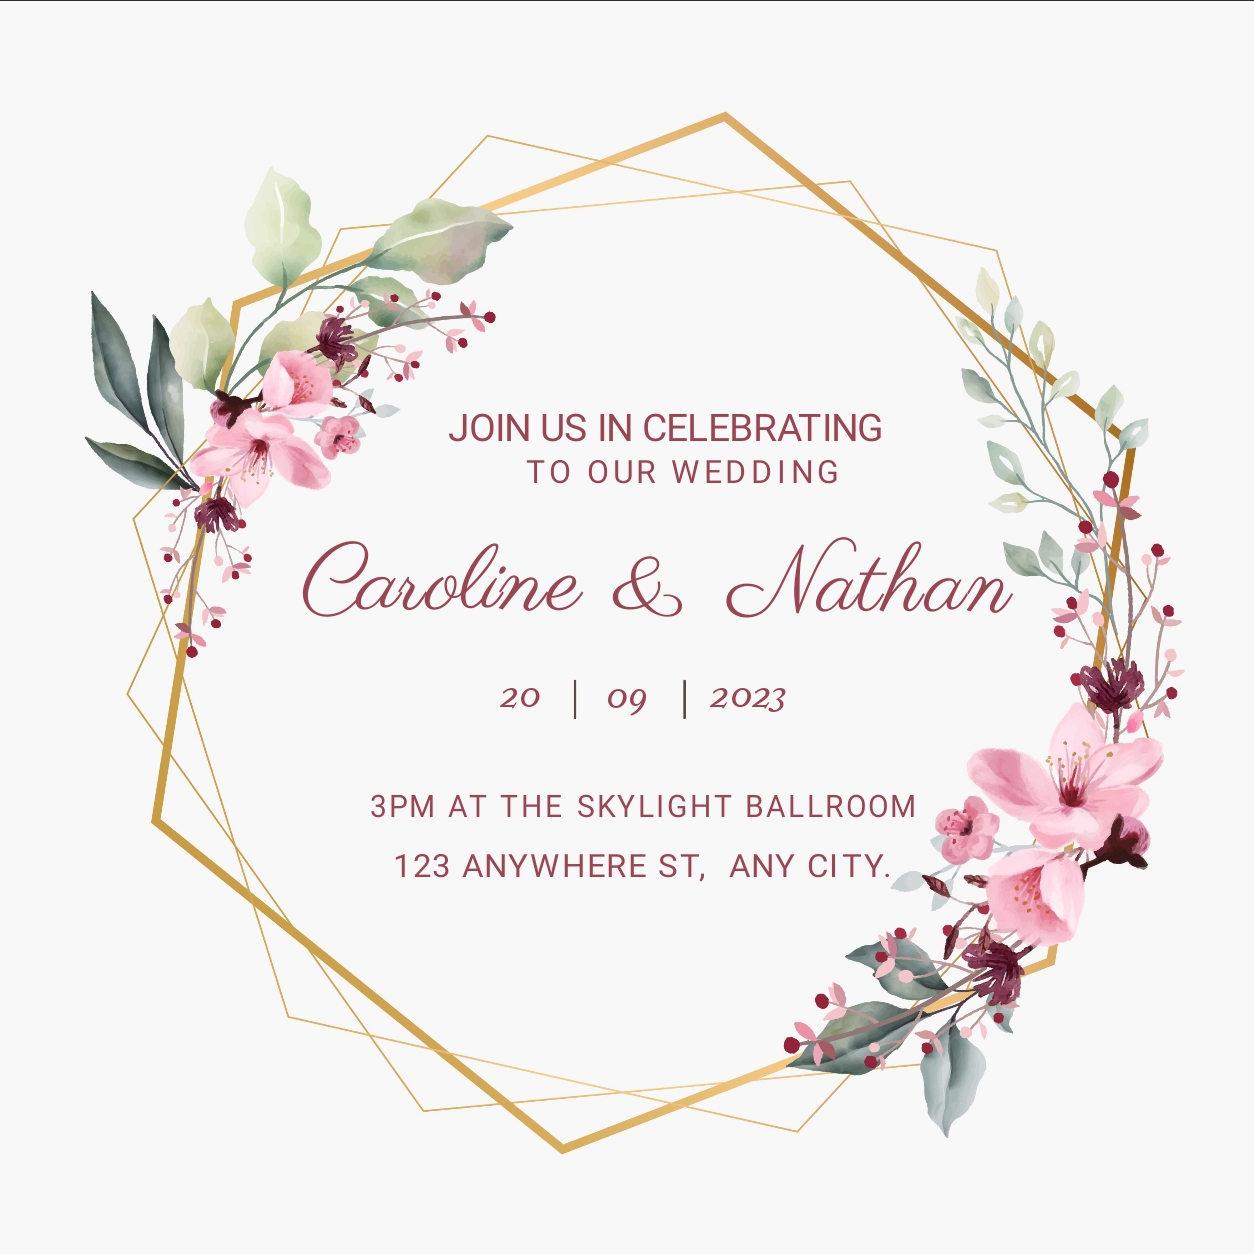 JOIN US IN CELEBRATING
TO OUR WEDDING
Caroline & Nathan
20 | 09 | 2023
3PM AT THE SKYLIGHT BALLROOM
123 ANYWHERE ST, ANY CITY.